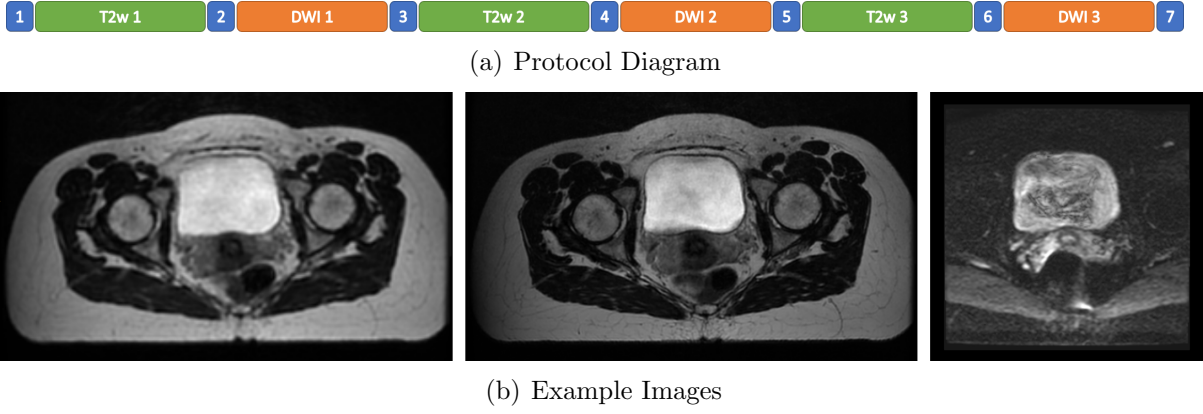 1 T2w 1 2 DWI 1 3 T2w 2 4 DWI 2 5 T2w 3 6 DWI 3 7
(a) Protocol Diagram
(b) Example Images